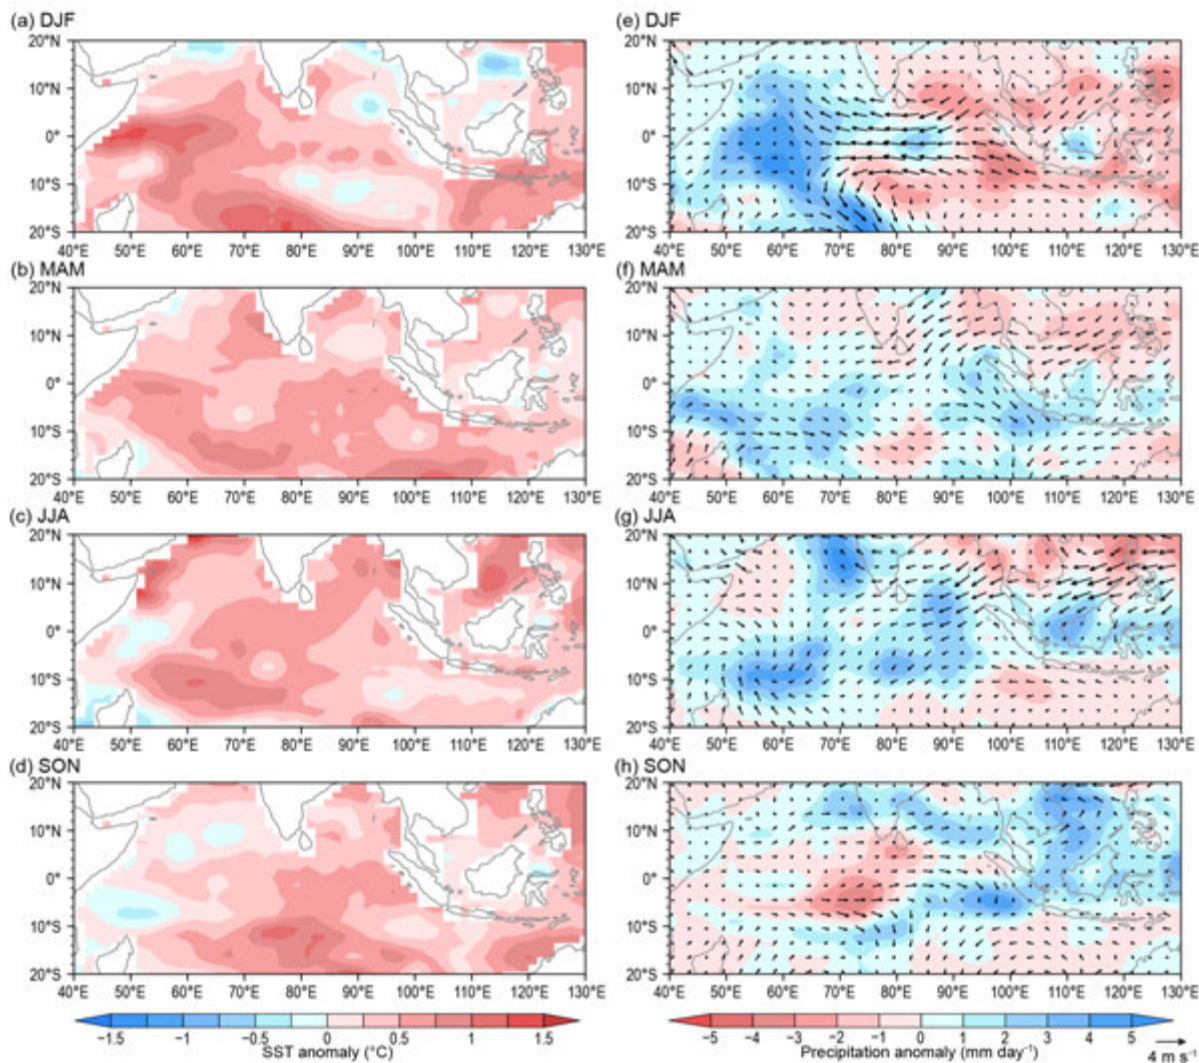 (a) DJF
20°N
10°N
0°
10°S
20°S
40°E 50°E 60°E 70°E 80°E 90°E 100°E 110°E 120°E 130°E
(b) MAM
20°N
10°N
0°
10°S
20°S
40°E 50°E 60°E 70°E 80°E 90°E 100°E 110°E 120°E 130°E
(c) JJA
20°N
10°N
0°
10°S
20°S
40°E 50°E 60°E 70°E 80°E 90°E 100°E 110°E 120°E 130°E
(d) SON
20°N
10°N
0°
10°S
20°S
40°E 50°E 60°E 70°E 80°E 90°E 100°E 110°E 120°E 130°E
−1.5 −1 −0.5 0 0.5 1 1.5
SST anomaly (°C)
(e) DJF
20°N
10°N
0°
10°S
20°S
40°E 50°E 60°E 70°E 80°E 90°E 100°E 110°E 120°E 130°E
(f) MAM
20°N
10°N
0°
10°S
20°S
40°E 50°E 60°E 70°E 80°E 90°E 100°E 110°E 120°E 130°E
(g) JJA
20°N
10°N
0°
10°S
20°S
40°E 50°E 60°E 70°E 80°E 90°E 100°E 110°E 120°E 130°E
(h) SON
20°N
10°N
0°
10°S
20°S
40°E 50°E 60°E 70°E 80°E 90°E 100°E 110°E 120°E 130°E
−5 −4 −3 −2 −1 0 1 2 3 4 5
Precipitation anomaly (mm day⁻¹)
4 m s⁻¹